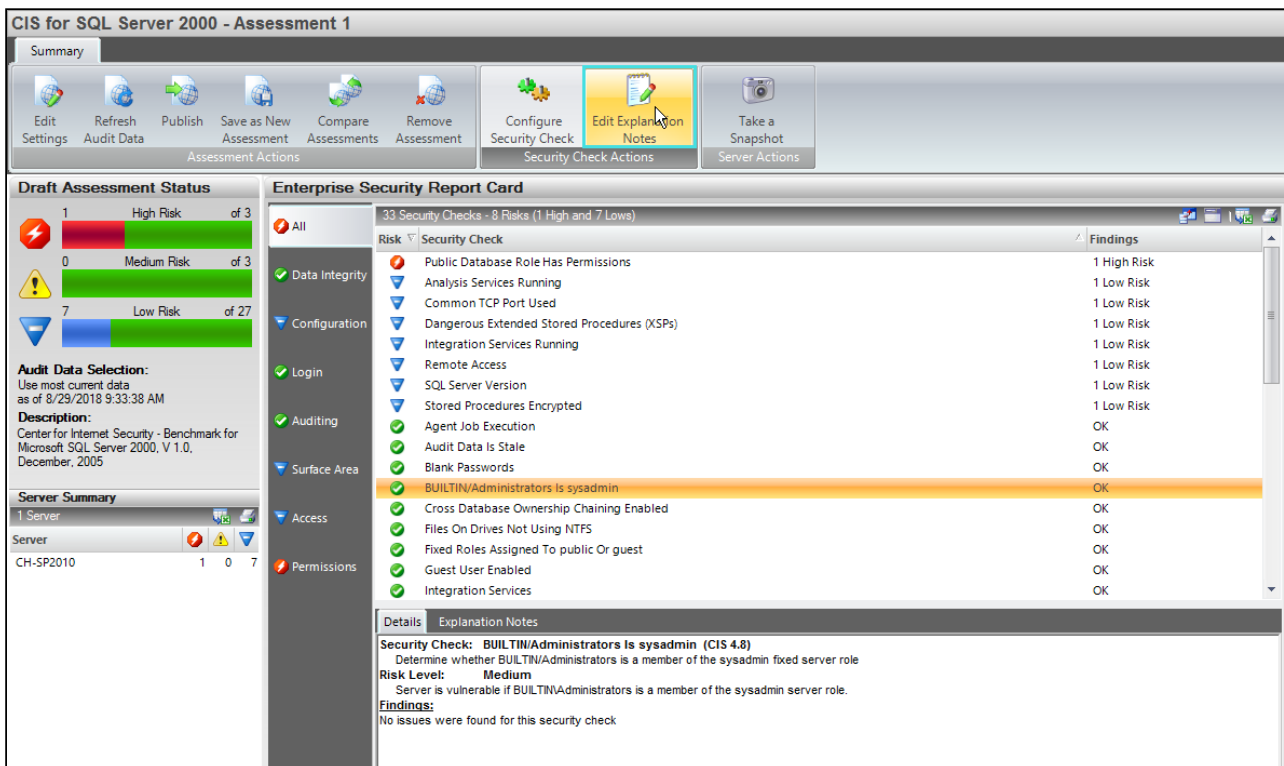 CIS for SQL Server 2000 - Assessment 1
Summary
Edit Settings
Refresh Audit Data
Publish
Save as New Assessment
Compare Assessments
Remove Assessment
Assessment Actions
Configure Security Check
Edit Explanation Notes
Security Check Actions
Take a Snapshot
Server Actions
Draft Assessment Status
1 High Risk of 3
0 Medium Risk of 3
7 Low Risk of 27
Audit Data Selection:
Use most current data
as of 8/29/2018 9:33:38 AM
Description:
Center for Internet Security - Benchmark for
Microsoft SQL Server 2000, V 1.0,
December, 2005
Server Summary
1 Server
Server
CH-SP2010 1 0 7
Enterprise Security Report Card
All
Data Integrity
Configuration
Login
Auditing
Surface Area
Access
Permissions
33 Security Checks - 8 Risks (1 High and 7 Lows)
Risk Security Check Findings
Public Database Role Has Permissions 1 High Risk
Analysis Services Running 1 Low Risk
Common TCP Port Used 1 Low Risk
Dangerous Extended Stored Procedures (XSPs) 1 Low Risk
Integration Services Running 1 Low Risk
Remote Access 1 Low Risk
SQL Server Version 1 Low Risk
Stored Procedures Encrypted 1 Low Risk
Agent Job Execution OK
Audit Data Is Stale OK
Blank Passwords OK
BUILTIN/Administrators Is sysadmin OK
Cross Database Ownership Chaining Enabled OK
Files On Drives Not Using NTFS OK
Fixed Roles Assigned To public Or guest OK
Guest User Enabled OK
Integration Services OK
Details Explanation Notes
Security Check: BUILTIN/Administrators Is sysadmin (CIS 4.8)
Determine whether BUILTIN/Administrators is a member of the sysadmin fixed server role
Risk Level: Medium
Server is vulnerable if BUILTIN\Administrators is a member of the sysadmin server role.
Findings:
No issues were found for this security check